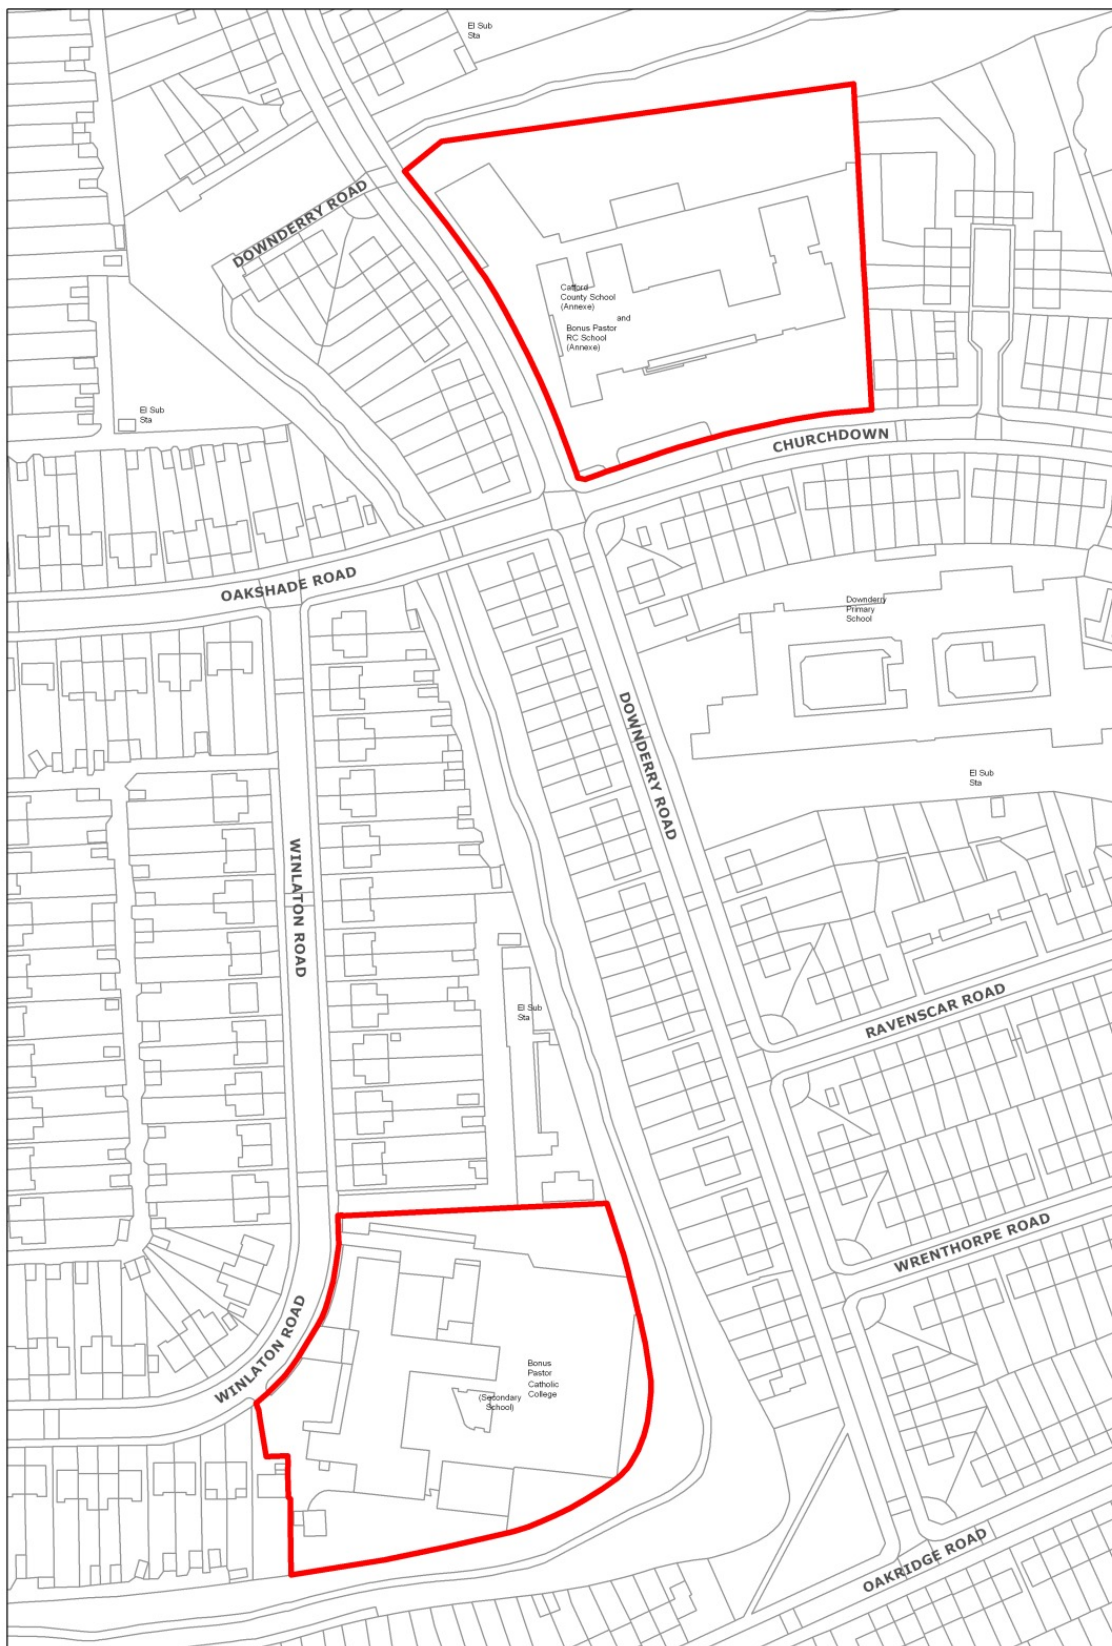 El Sub
Sta
DOWNDERRY ROAD
Catford
County School
(Annexe)
and
Bonus Pastor
RC School
(Annexe)
El Sub
Sta
CHURCHDOWN
OAKSHADE ROAD
Downderry
Primary
School
DOWNDERRY ROAD
El Sub
Sta
WINLATON ROAD
RAVENSCAR ROAD
El Sub
Sta
WRENTHORPE ROAD
WINLATON ROAD
Bonus
Pastor
Catholic
College
(Secondary
School)
OAKRIDGE ROAD